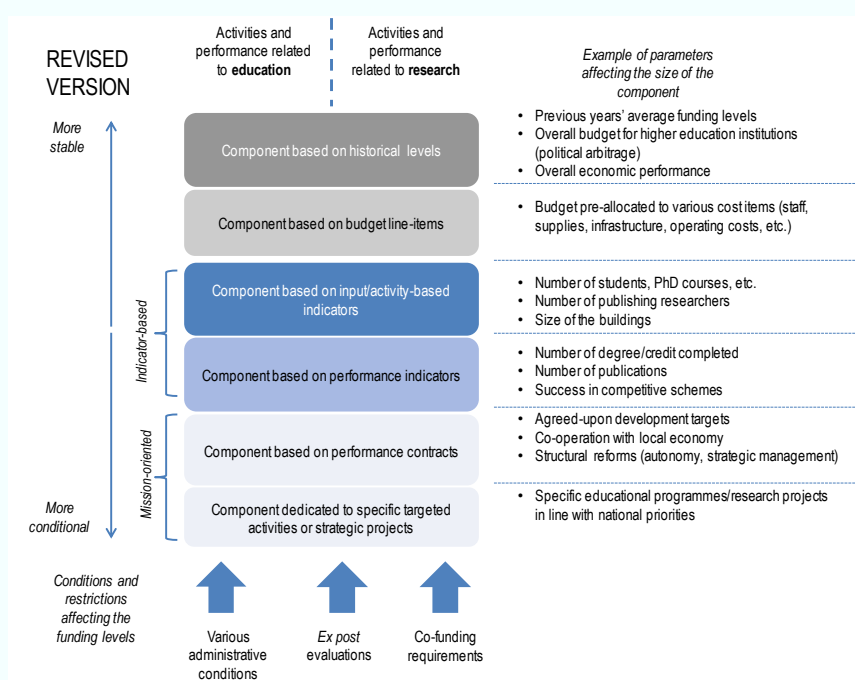 REVISED
VERSION
Activities and
performance related
to education
Activities and
performance
related to research
Example of parameters
affecting the size of the
component
More
stable
Component based on historical levels
• Previous years' average funding levels
• Overall budget for higher education institutions
(political arbitrage)
• Overall economic performance
Component based on budget line-items
• Budget pre-allocated to various cost items (staff,
supplies, infrastructure, operating costs, etc.)
Indicator-based
Component based on input/activity-based
indicators
• Number of students, PhD courses, etc.
• Number of publishing researchers
• Size of the buildings
Component based on performance indicators
• Number of degree/credit completed
• Number of publications
• Success in competitive schemes
Mission-oriented
Component based on performance contracts
• Agreed-upon development targets
• Co-operation with local economy
• Structural reforms (autonomy, strategic management)
More
conditional
Component dedicated to specific targeted
activities or strategic projects
• Specific educational programmes/research projects
in line with national priorities
Conditions and
restrictions
affecting the
funding levels
Various
administrative
conditions
Ex post
evaluations
Co-funding
requirements